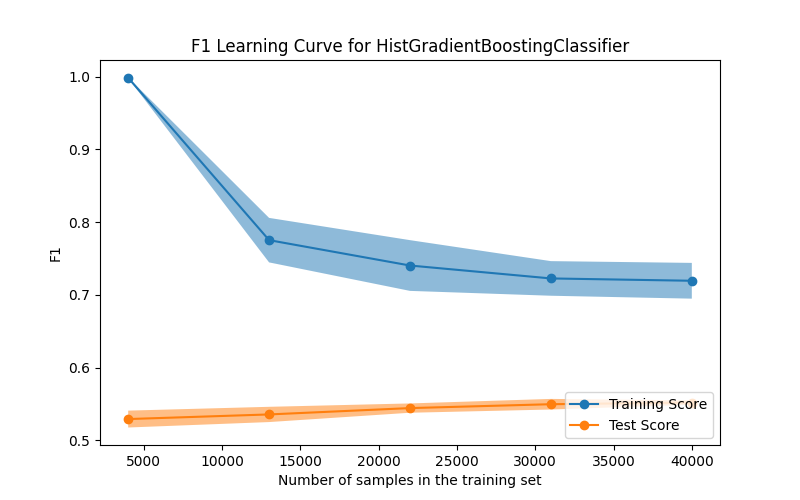 F1 Learning Curve for HistGradientBoostingClassifier
1.0
0.9
0.8
0.7
0.6
0.5
F1
Training Score
Test Score
5000 10000 15000 20000 25000 30000 35000 40000
Number of samples in the training set